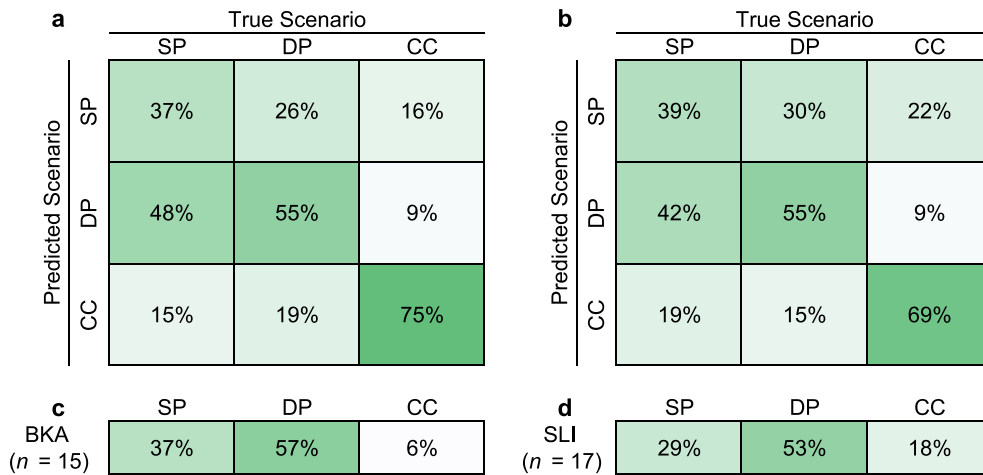 a
True Scenario
SP DP CC
Predicted Scenario
SP 37% 26% 16%
DP 48% 55% 9%
CC 15% 19% 75%
b
True Scenario
SP DP CC
Predicted Scenario
SP 39% 30% 22%
DP 42% 55% 9%
CC 19% 15% 69%
c SP DP CC
BKA
(n = 15)
37% 57% 6%
d SP DP CC
SLI
(n = 17)
29% 53% 18%